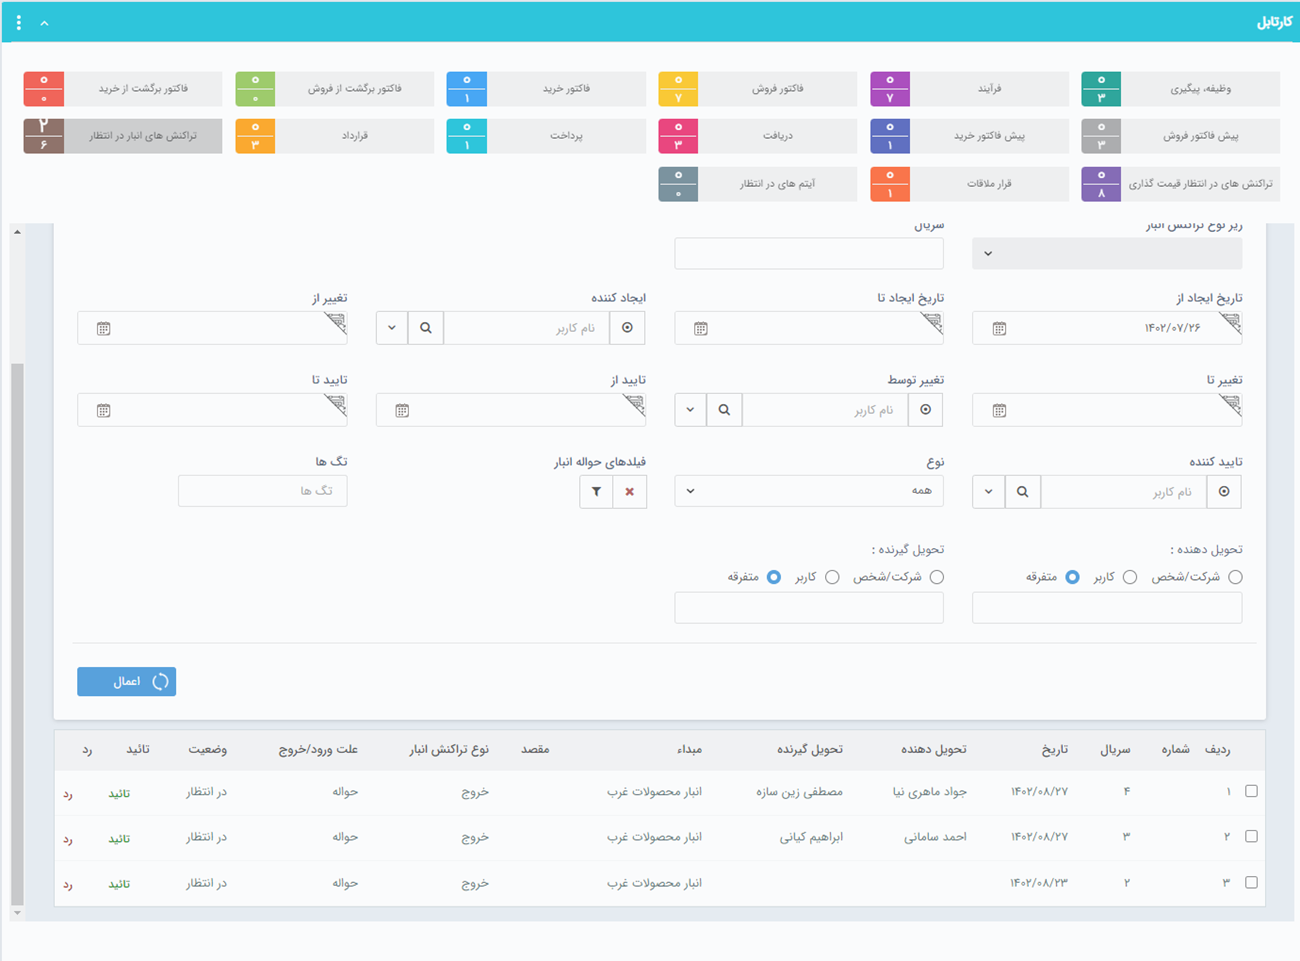 کارتابل
وظیفه، پیگیری ۰ ۳
فرآیند ۰ ۷
فاکتور فروش ۰ ۷
فاکتور خرید ۰ ۱
فاکتور برگشت از فروش ۰ ۰
فاکتور برگشت از خرید ۰ ۰
پیش فاکتور فروش ۰ ۳
پیش فاکتور خرید ۰ ۱
دریافت ۰ ۳
پرداخت ۰ ۱
قرارداد ۰ ۳
تراکنش های انبار در انتظار ۲ ۶
تراکنش های در انتظار قیمت گذاری ۰ ۸
قرار ملاقات ۰ ۱
آیتم های در انتظار ۰ ۰
زیر نوع تراکنش انبار
سریال
تاریخ ایجاد از
تاریخ ایجاد تا
ایجاد کننده
تغییر از
۱۴۰۲/۰۷/۲۶
نام کاربر
تغییر تا
تغییر توسط
تایید از
تایید تا
نام کاربر
تایید کننده
نوع
فیلدهای حواله انبار
تگ ها
نام کاربر
همه
تگ ها
تحویل دهنده :
تحویل گیرنده :
شرکت/شخص کاربر متفرقه
شرکت/شخص کاربر متفرقه
اعمال
ردیف شماره سریال تاریخ تحویل دهنده تحویل گیرنده مبداء مقصد نوع تراکنش انبار علت ورود/خروج وضعیت تائید رد
۱ ۴ ۱۴۰۲/۰۸/۲۷ جواد ماهری نیا مصطفی زین سازه انبار محصولات غرب خروج حواله در انتظار تائید رد
۲ ۳ ۱۴۰۲/۰۸/۲۷ احمد سامانی ابراهیم کیانی انبار محصولات غرب خروج حواله در انتظار تائید رد
۳ ۲ ۱۴۰۲/۰۸/۲۳ انبار محصولات غرب خروج حواله در انتظار تائید رد